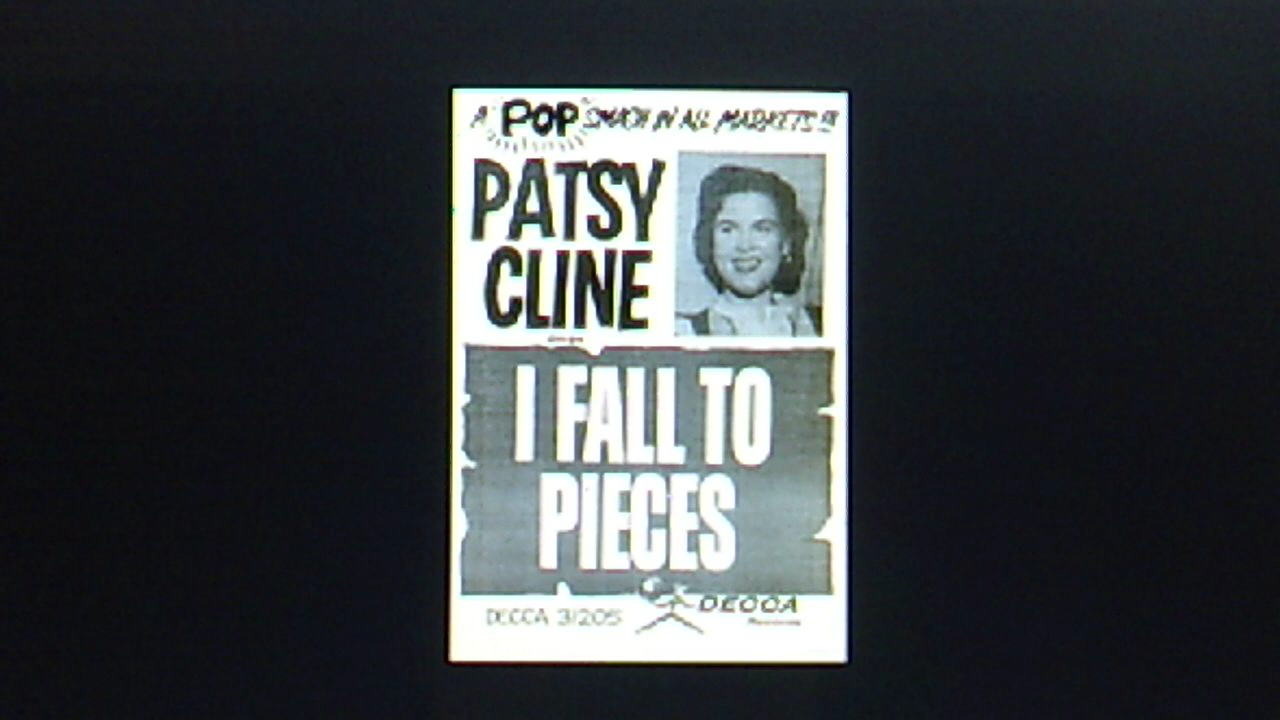 A POP SMASH IN ALL MARKETS!!!
PATSY
CLINE
I FALL TO
PIECES
DECCA 31205
DECCA